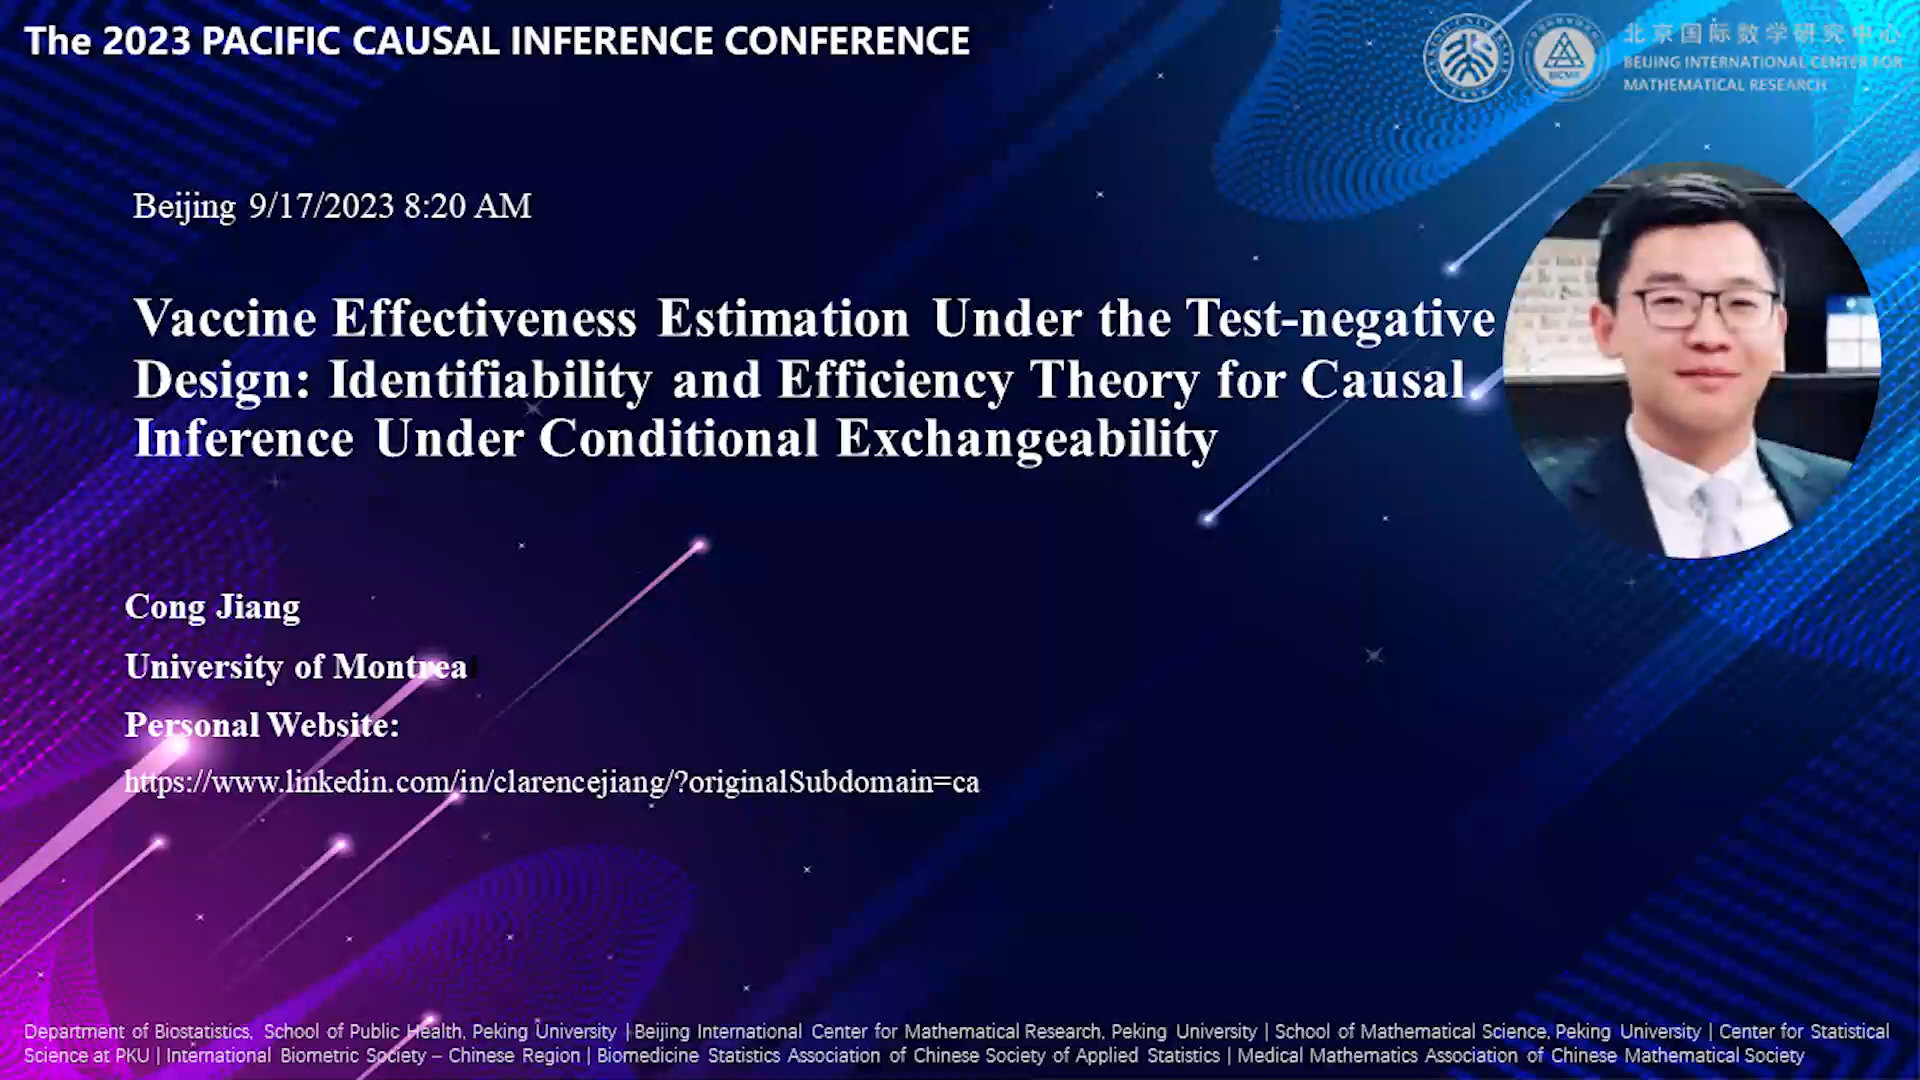 The 2023 PACIFIC CAUSAL INFERENCE CONFERENCE
北京国际数学研究中心
BEIJING INTERNATIONAL CENTER FOR
MATHEMATICAL RESEARCH
BICMR
Beijing 9/17/2023 8:20 AM
Vaccine Effectiveness Estimation Under the Test-negative
Design: Identifiability and Efficiency Theory for Causal
Inference Under Conditional Exchangeability
Cong Jiang
University of Montreal
Personal Website:
https://www.linkedin.com/in/clarencejiang/?originalSubdomain=ca
Department of Biostatistics, School of Public Health, Peking University | Beijing International Center for Mathematical Research, Peking University | School of Mathematical Science, Peking University | Center for Statistical
Science at PKU | International Biometric Society – Chinese Region | Biomedicine Statistics Association of Chinese Society of Applied Statistics | Medical Mathematics Association of Chinese Mathematical Society